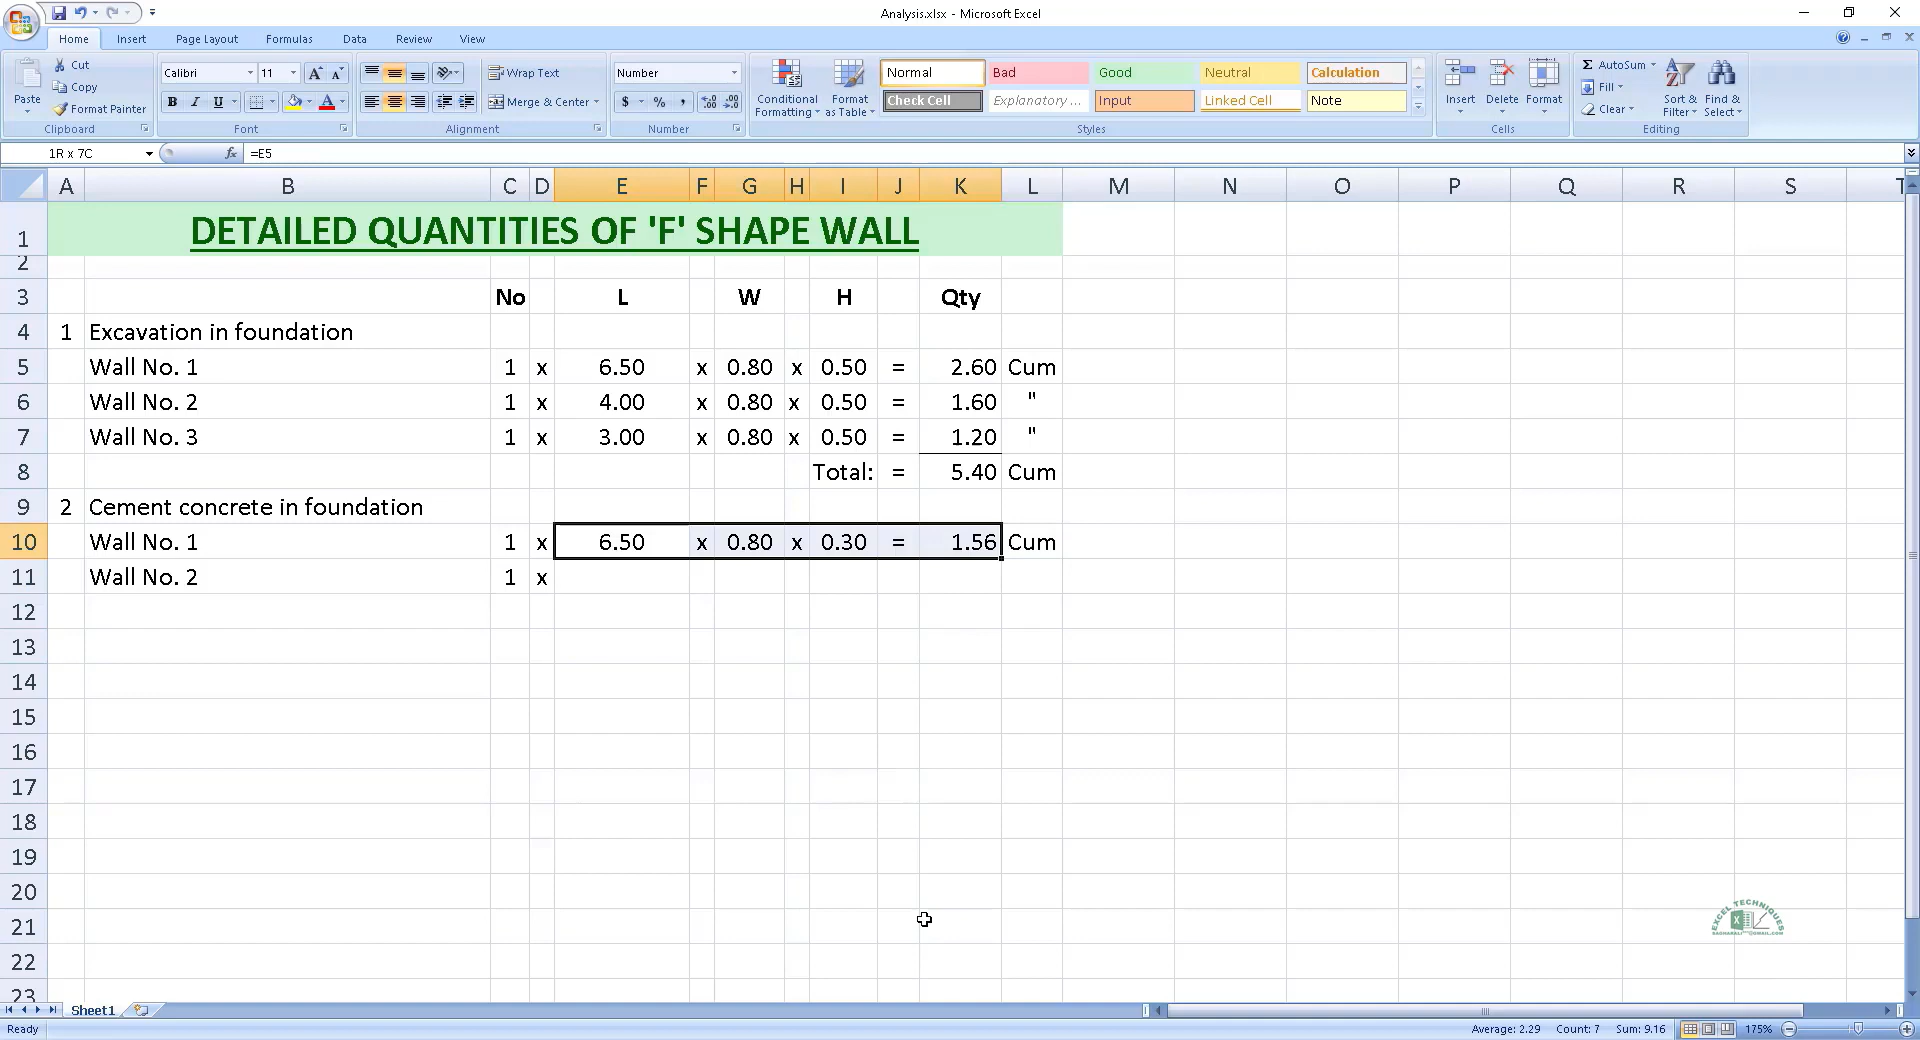 Analysis.xlsx - Microsoft Excel
Home Insert Page Layout Formulas Data Review View
Paste Cut Copy Format Painter Clipboard
Calibri 11 A A B I U A Font
Wrap Text Merge & Center Alignment
Number $ % , Number
Conditional Formatting Format as Table Normal Bad Good Neutral Calculation
Check Cell Explanatory ... Input Linked Cell Note Styles
Insert Delete Format Cells
Σ AutoSum Fill Clear Sort & Filter Find & Select Editing
1R x 7C fx =E5
A B C D E F G H I J K L M N O P Q R S T
1 DETAILED QUANTITIES OF 'F' SHAPE WALL
2
3 No L W H Qty
4 1 Excavation in foundation
5 Wall No. 1 1 x 6.50 x 0.80 x 0.50 = 2.60 Cum
6 Wall No. 2 1 x 4.00 x 0.80 x 0.50 = 1.60 "
7 Wall No. 3 1 x 3.00 x 0.80 x 0.50 = 1.20 "
8 Total: = 5.40 Cum
9 2 Cement concrete in foundation
10 Wall No. 1 1 x 6.50 x 0.80 x 0.30 = 1.56 Cum
11 Wall No. 2 1 x
12
13
14
15
16
17
18
19
20
21
22
23
EXCEL TECHNIQUES
Sheet1
Ready Average: 2.29 Count: 7 Sum: 9.16 175%